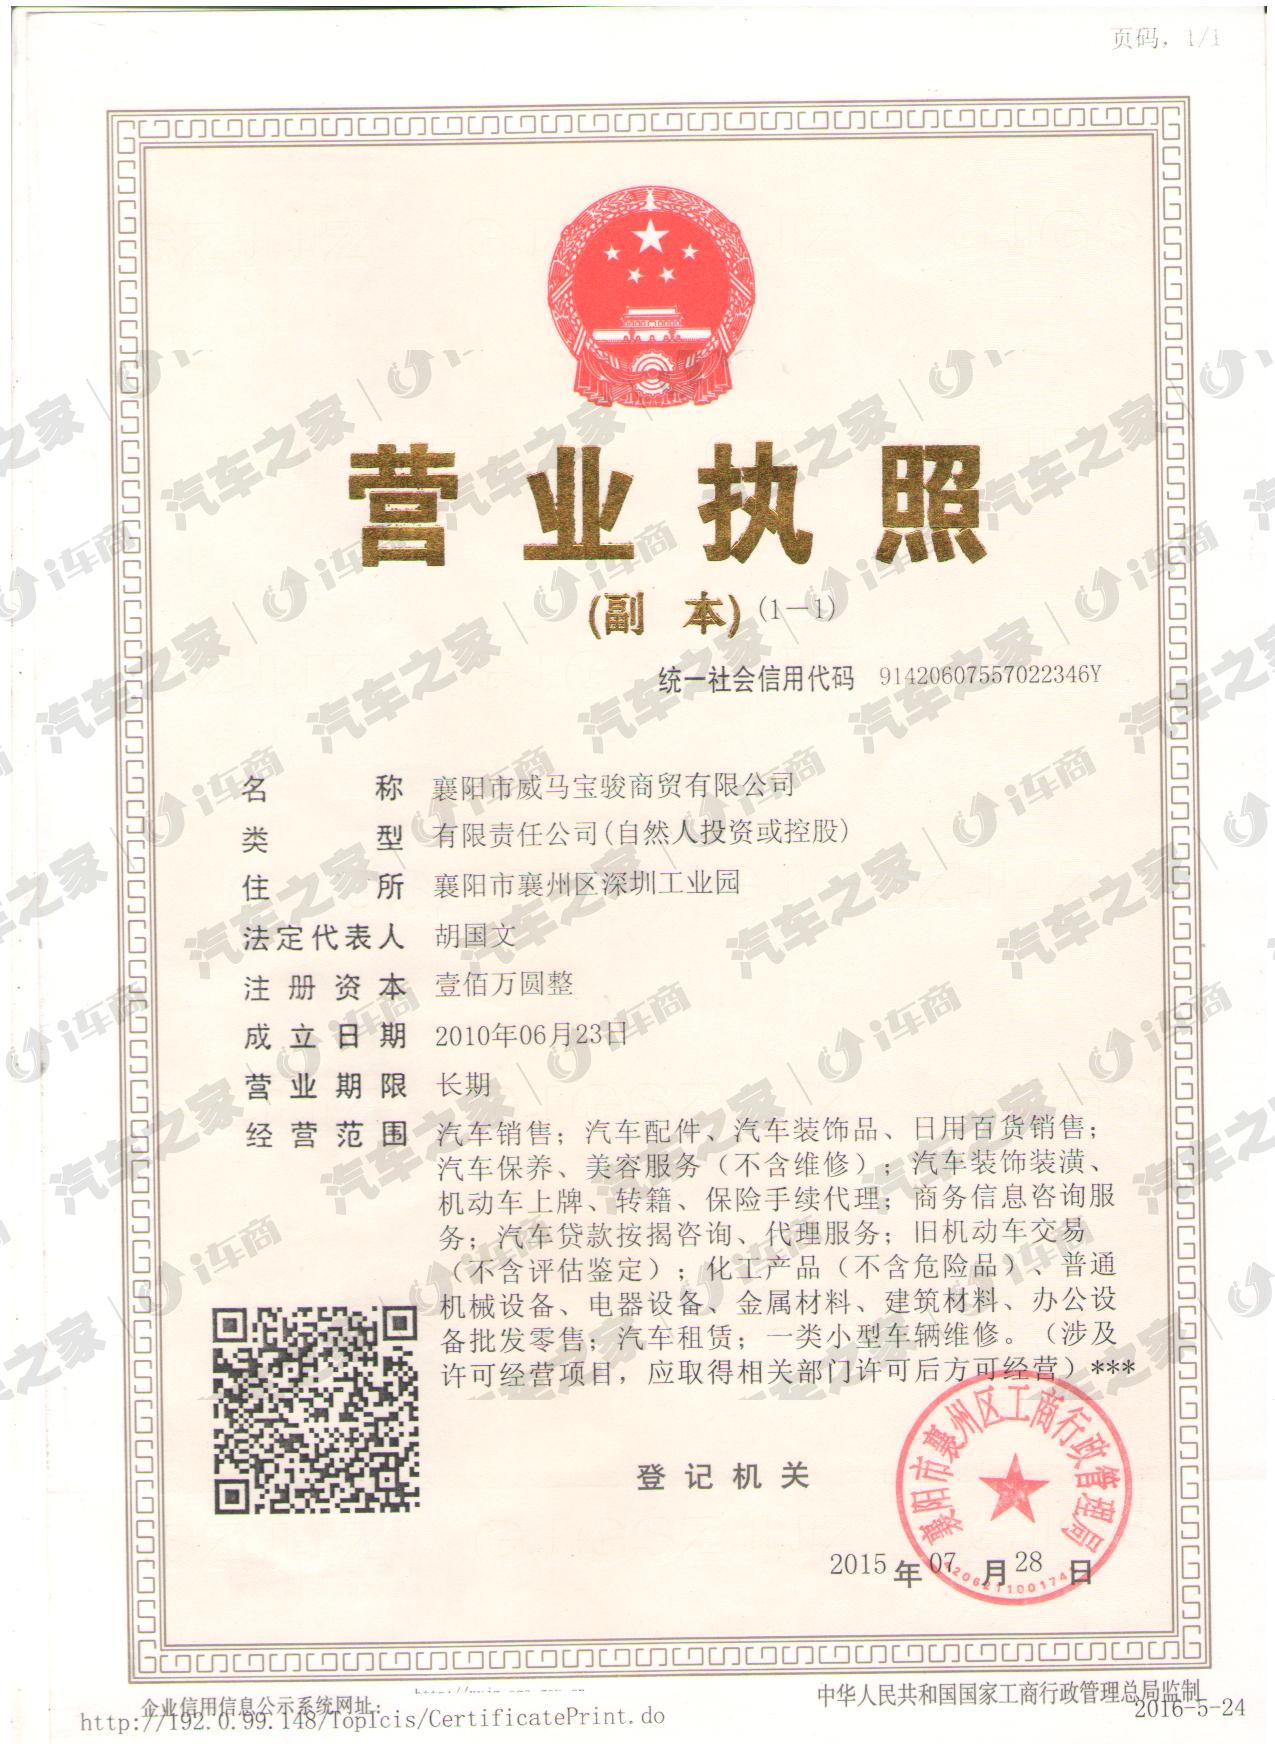 页码, 1/1
营业执照
(副 本) (1-1)
统一社会信用代码 91420607557022346Y
名称 襄阳市威马宝骏商贸有限公司
类型 有限责任公司(自然人投资或控股)
住所 襄阳市襄州区深圳工业园
法定代表人 胡国文
注册资本 壹佰万圆整
成立日期 2010年06月23日
营业期限 长期
经营范围 汽车销售；汽车配件、汽车装饰品、日用百货销售；
汽车保养、美容服务（不含维修）；汽车装饰装潢、
机动车上牌、转籍、保险手续代理；商务信息咨询服
务；汽车贷款按揭咨询、代理服务；旧机动车交易
（不含评估鉴定）；化工产品（不含危险品）、普通
机械设备、电器设备、金属材料、建筑材料、办公设
备批发零售；汽车租赁；一类小型车辆维修。（涉及
许可经营项目，应取得相关部门许可后方可经营）***
登记机关
襄阳市襄州区工商行政管理局
2015年07月28日
企业信用信息公示系统网址：
中华人民共和国国家工商行政管理总局监制
http://192.0.99.148/TopIcis/CertificatePrint.do
2016-5-24
汽车之家 i车商